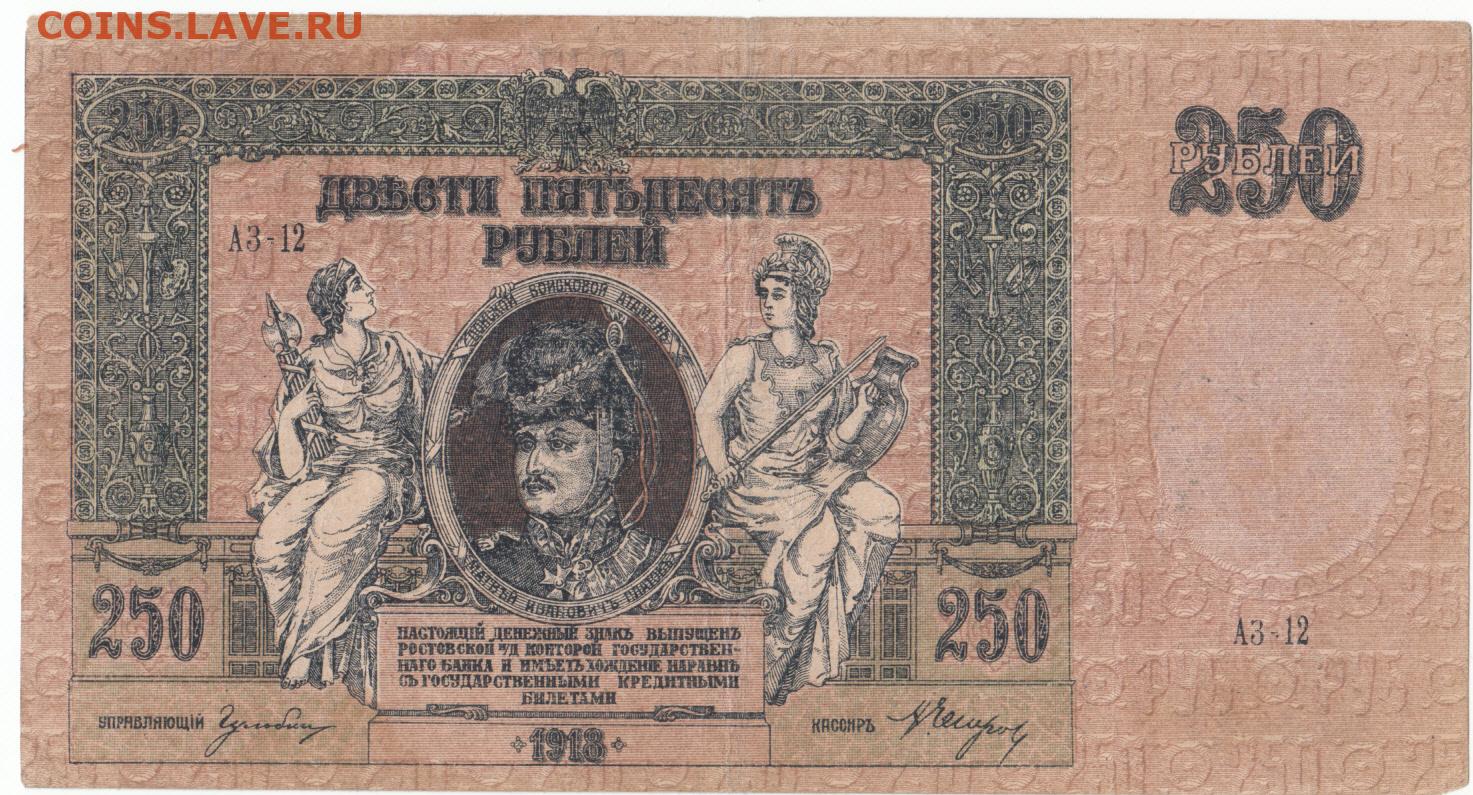 COINS.LAVE.RU
250
250
250
РУБЛЕЙ
ДВѢСТИ ПЯТЬДЕСЯТЪ
РУБЛЕЙ
АЗ-12
ДОНСКОЙ ВОЙСКОВОЙ АТАМАНЪ
МАТВѢЙ ИВАНОВИЧЪ ПЛАТОВЪ
250
250
НАСТОЯЩІЙ ДЕНЕЖНЫЙ ЗНАКЪ ВЫПУЩЕНЪ
РОСТОВСКОЙ н/Д КОНТОРОЙ ГОСУДАРСТВЕН-
НАГО БАНКА И ИМѢЕТЪ ХОЖДЕНІЕ НАРАВНѢ
СЪ ГОСУДАРСТВЕННЫМИ КРЕДИТНЫМИ
БИЛЕТАМИ
АЗ-12
УПРАВЛЯЮЩІЙ
КАССИРЪ
1918